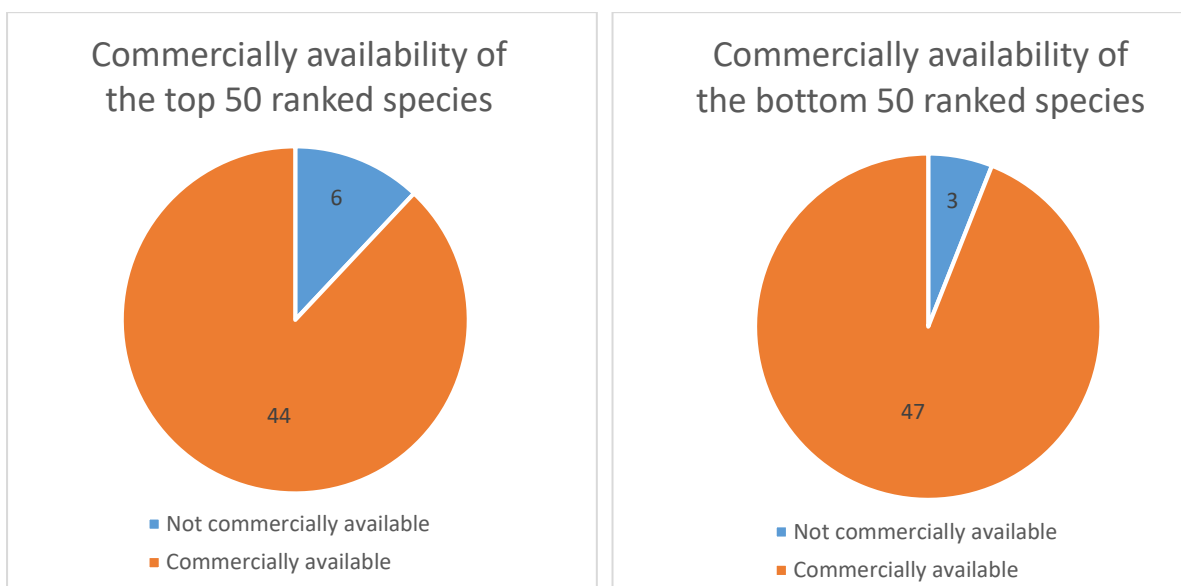 Commercially availability of
the top 50 ranked species
6
44
Not commercially available
Commercially available
Commercially availability of
the bottom 50 ranked species
3
47
Not commercially available
Commercially available